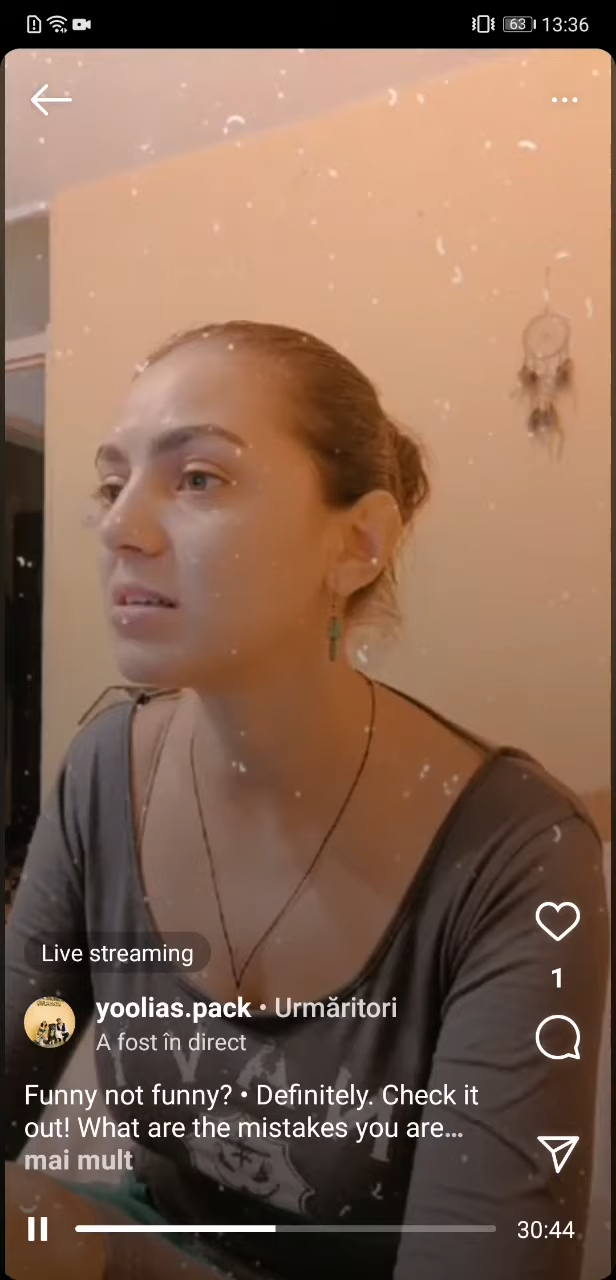 63 13:36
Live streaming
yoolias.pack • Urmăritori
A fost în direct
1
Funny not funny? • Definitely. Check it
out! What are the mistakes you are…
mai mult
30:44